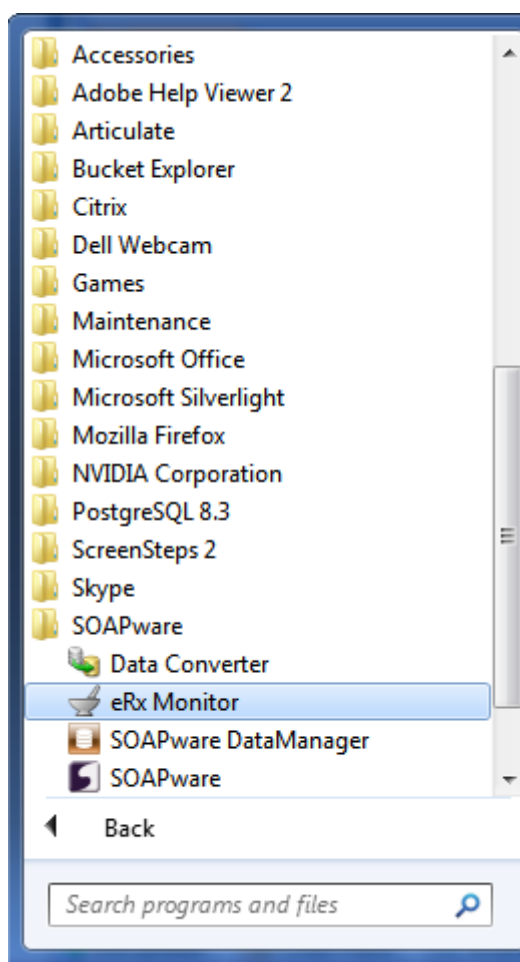 Accessories
Adobe Help Viewer 2
Articulate
Bucket Explorer
Citrix
Dell Webcam
Games
Maintenance
Microsoft Office
Microsoft Silverlight
Mozilla Firefox
NVIDIA Corporation
PostgreSQL 8.3
ScreenSteps 2
Skype
SOAPware
Data Converter
eRx Monitor
SOAPware DataManager
SOAPware
Back
Search programs and files